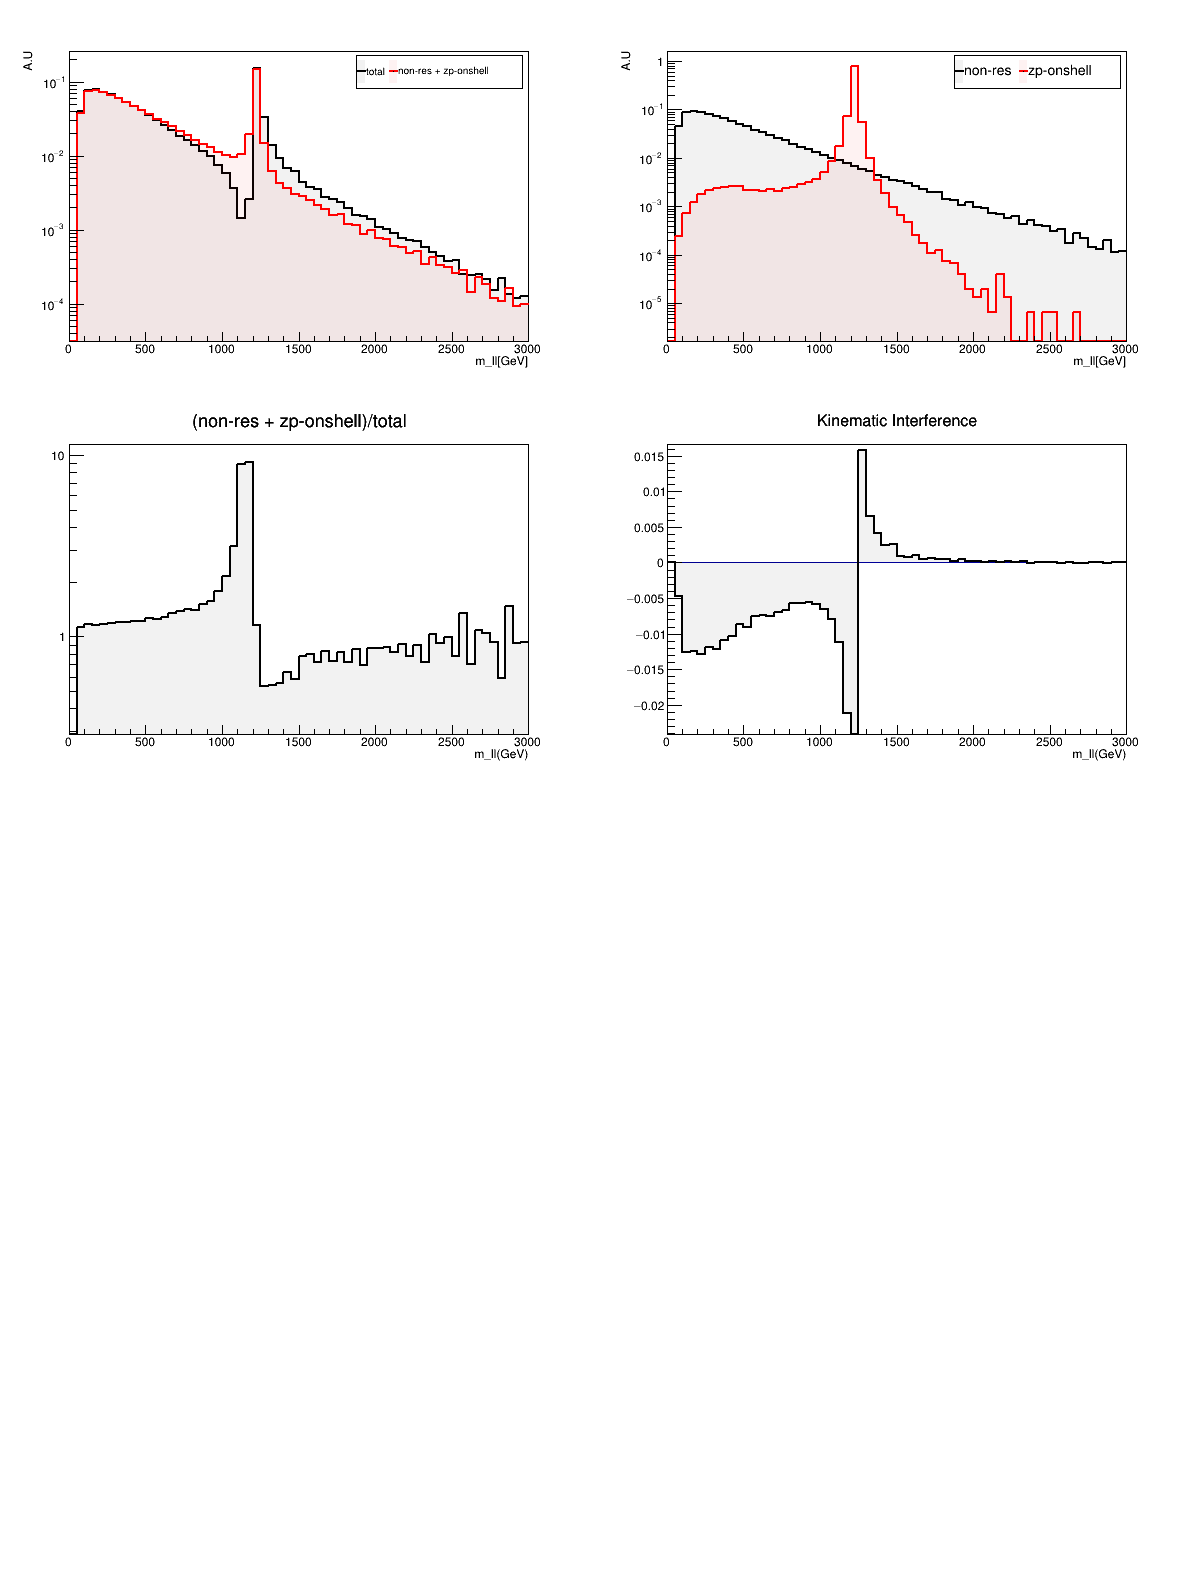 A.U
total non-res + zp-onshell
10⁻¹
10⁻²
10⁻³
10⁻⁴
0 500 1000 1500 2000 2500 3000
m_ll[GeV]
A.U
non-res zp-onshell
1
10⁻¹
10⁻²
10⁻³
10⁻⁴
10⁻⁵
0 500 1000 1500 2000 2500 3000
m_ll[GeV]
(non-res + zp-onshell)/total
10
1
0 500 1000 1500 2000 2500 3000
m_ll(GeV)
Kinematic Interference
0.015
0.01
0.005
0
−0.005
−0.01
−0.015
−0.02
0 500 1000 1500 2000 2500 3000
m_ll(GeV)